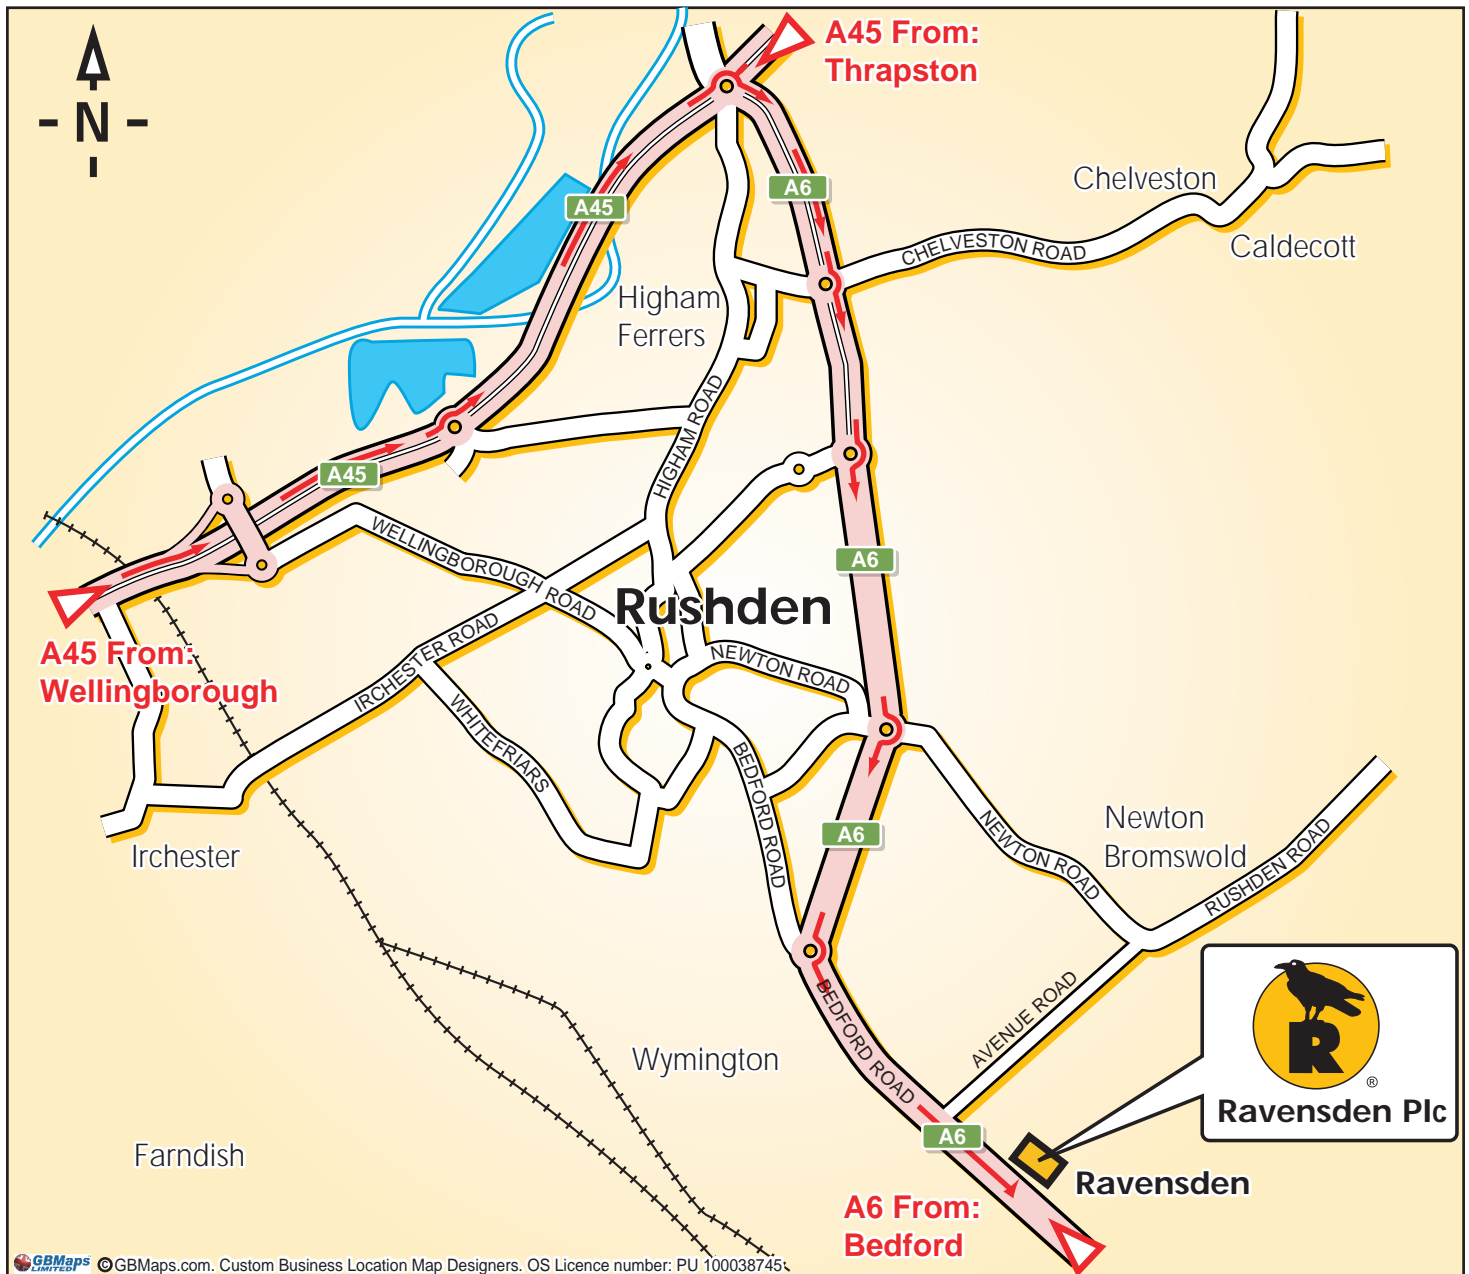 A45 From:
Thrapston
N
A6
A45
Chelveston
CHELVESTON ROAD
Caldecott
Higham
Ferrers
HIGHAM ROAD
A45
WELLINGBOROUGH ROAD
A6
Rushden
A45 From:
Wellingborough
IRCHESTER ROAD
NEWTON ROAD
WHITEFRIARS
BEDFORD ROAD
A6
Irchester
NEWTON ROAD
Newton
Bromswold
RUSHDEN ROAD
AVENUE ROAD
BEDFORD ROAD
Wymington
R
®
Ravensden Plc
A6
Farndish
Ravensden
A6 From:
Bedford
GBMaps
LIMITED
©GBMaps.com. Custom Business Location Map Designers. OS Licence number: PU 100038745